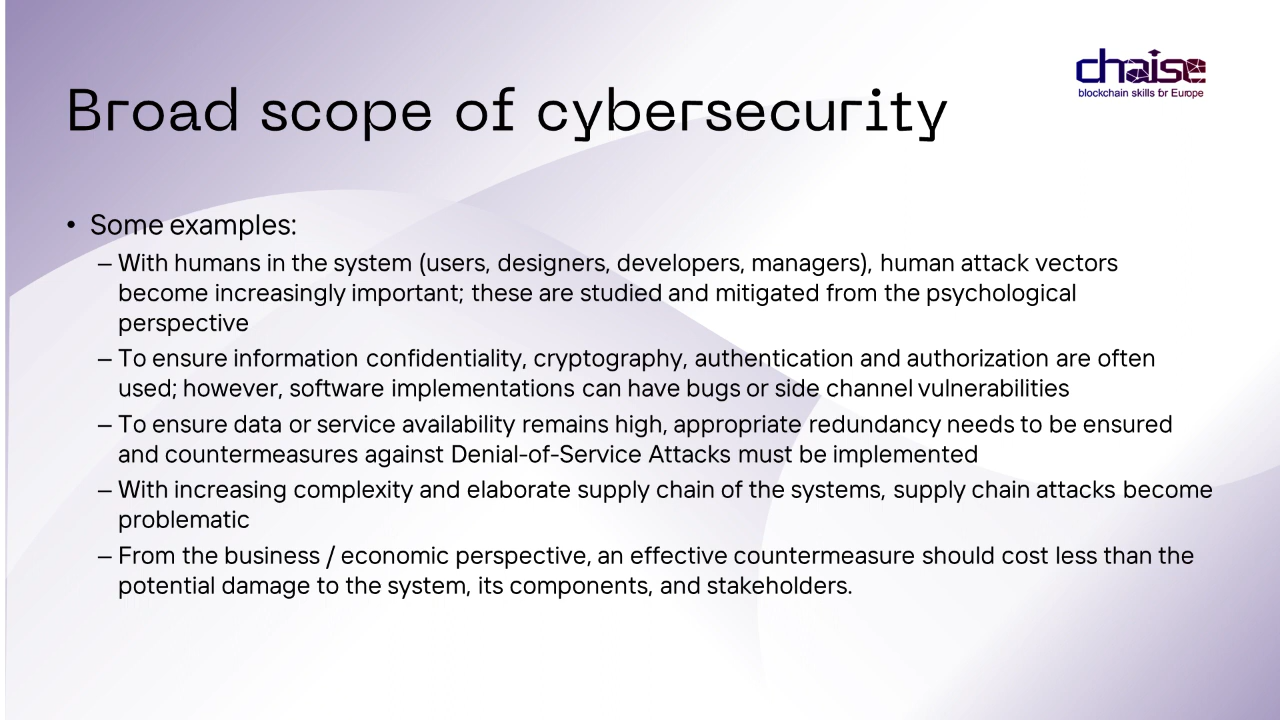 chaise
blockchain skills for Europe
Broad scope of cybersecurity
• Some examples:
– With humans in the system (users, designers, developers, managers), human attack vectors
become increasingly important; these are studied and mitigated from the psychological
perspective
– To ensure information confidentiality, cryptography, authentication and authorization are often
used; however, software implementations can have bugs or side channel vulnerabilities
– To ensure data or service availability remains high, appropriate redundancy needs to be ensured
and countermeasures against Denial-of-Service Attacks must be implemented
– With increasing complexity and elaborate supply chain of the systems, supply chain attacks become
problematic
– From the business / economic perspective, an effective countermeasure should cost less than the
potential damage to the system, its components, and stakeholders.